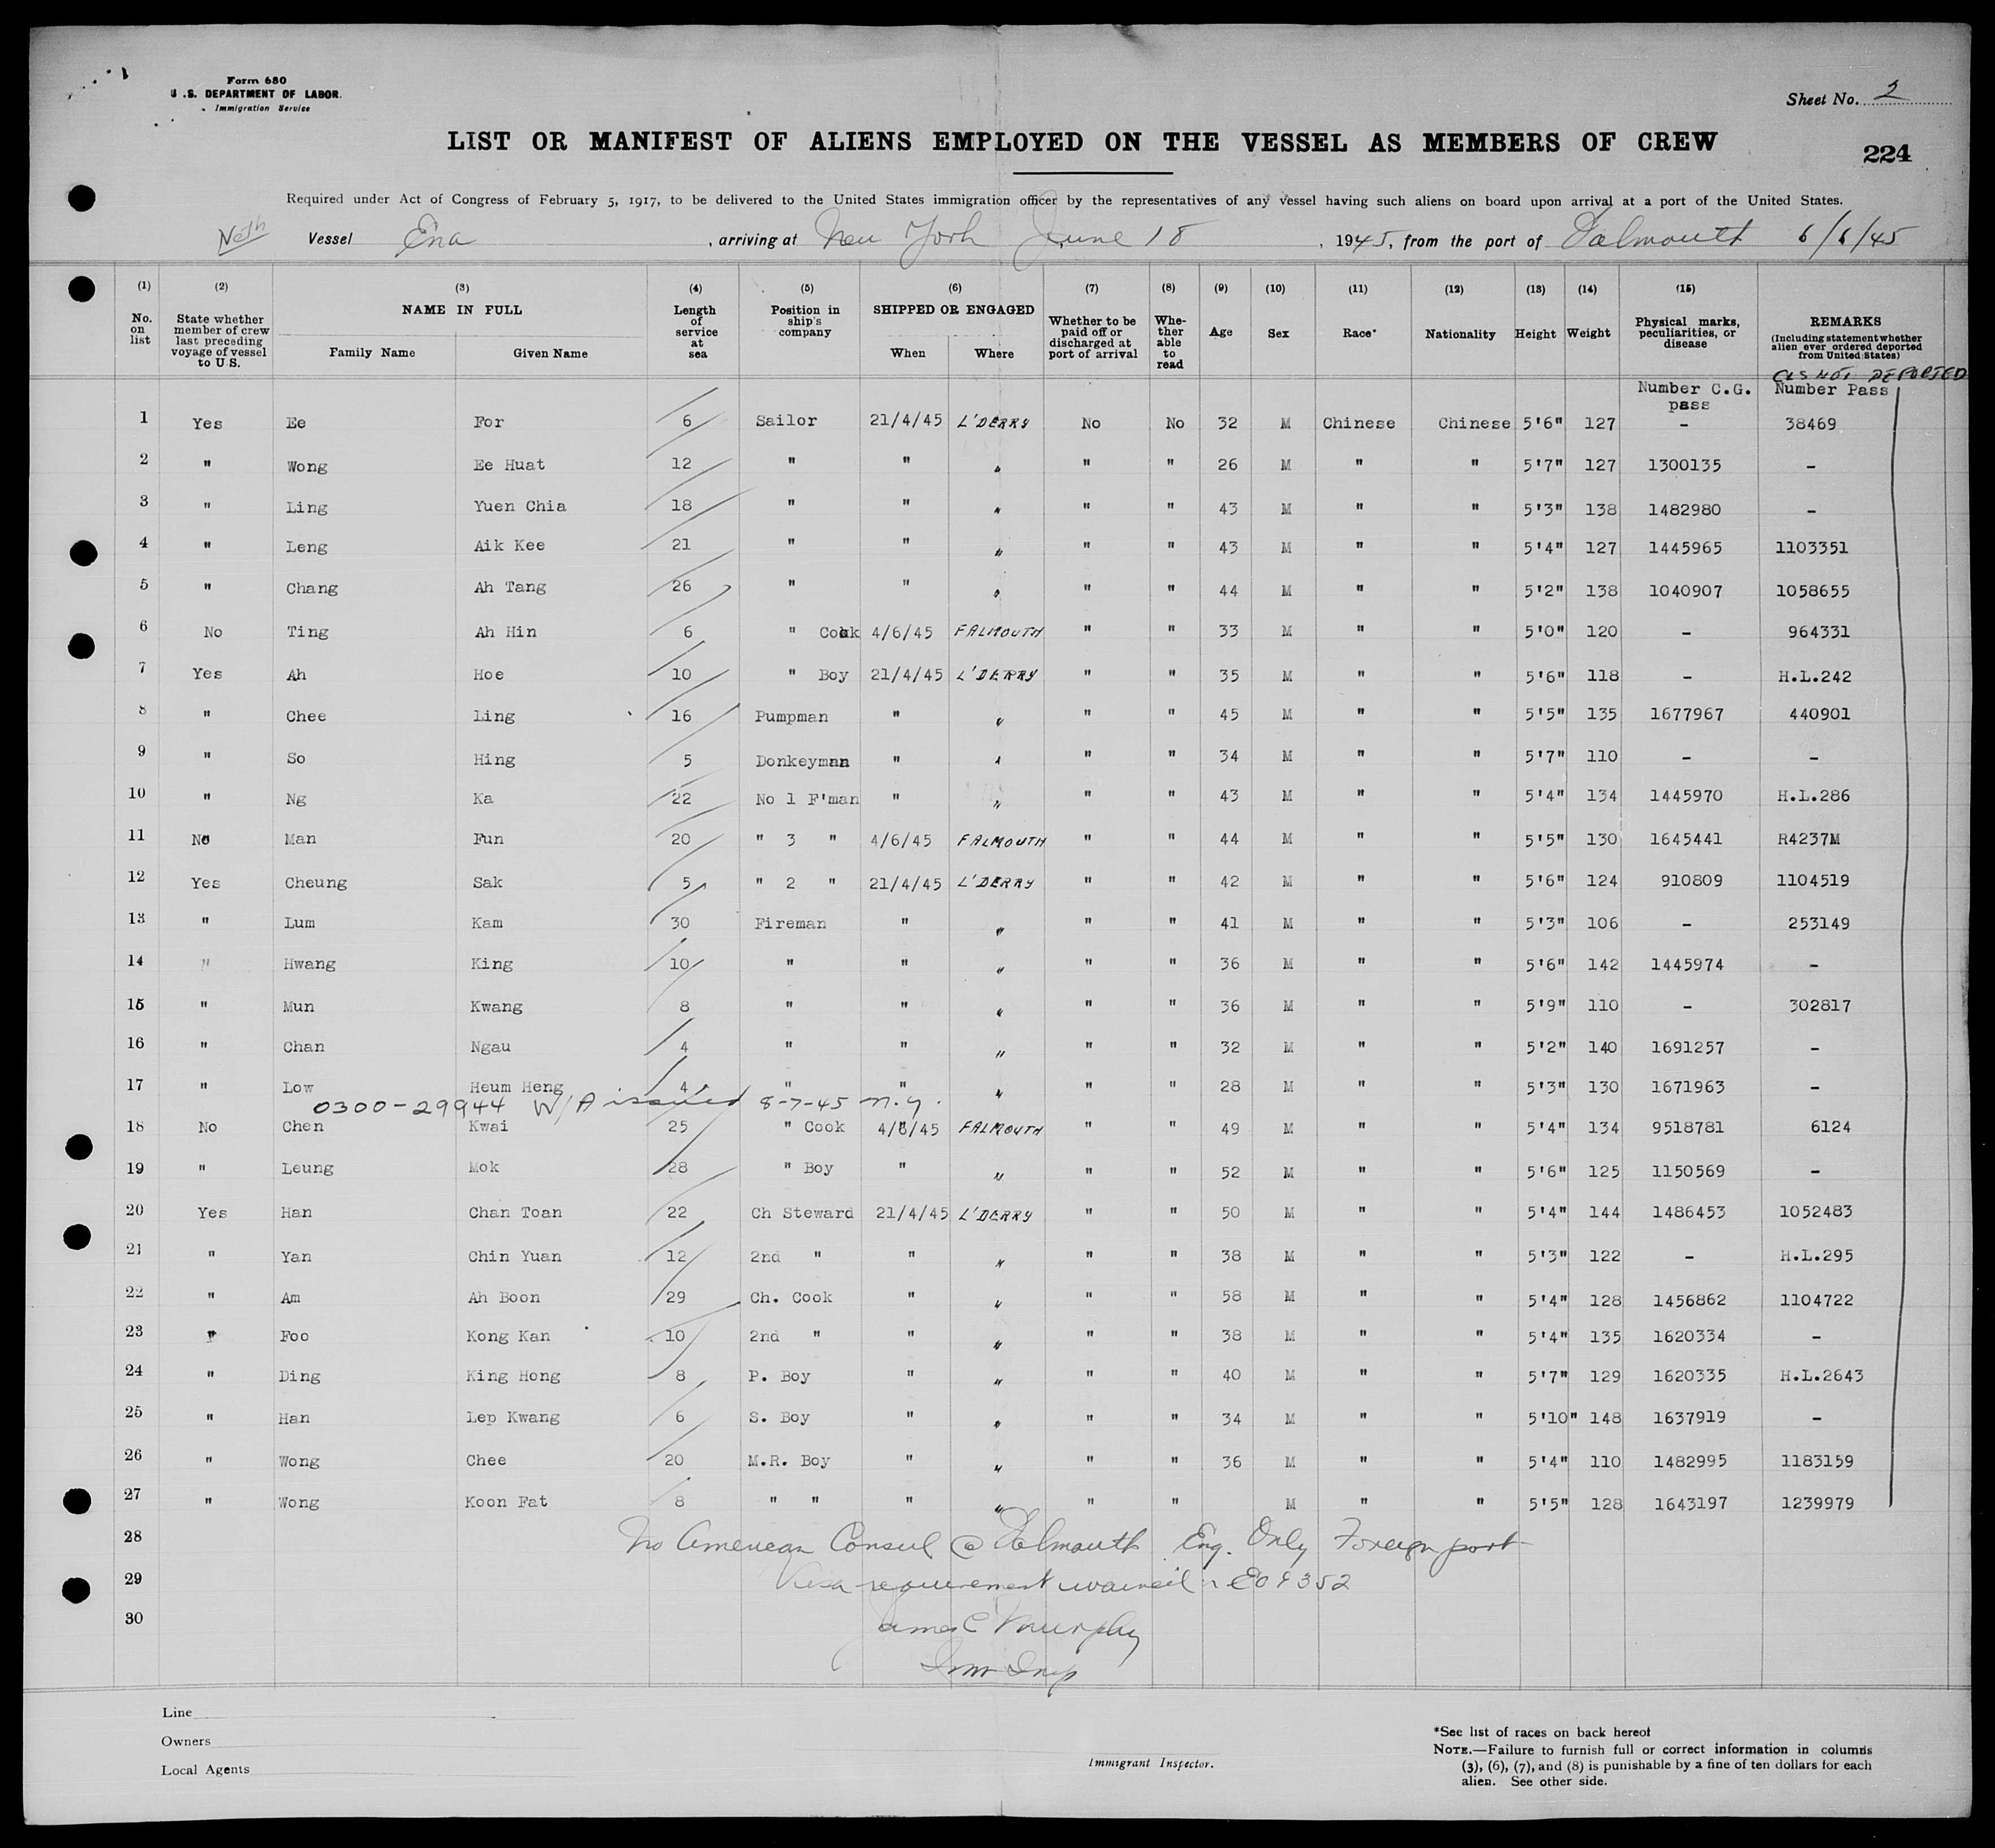 Form 680
U.S. DEPARTMENT OF LABOR.
Immigration Service
Sheet No. 2
LIST OR MANIFEST OF ALIENS EMPLOYED ON THE VESSEL AS MEMBERS OF CREW
224
Required under Act of Congress of February 5, 1917, to be delivered to the United States immigration officer by the representatives of any vessel having such aliens on board upon arrival at a port of the United States.
Neth Vessel Ena, arriving at New York June 18, 1945, from the port of Falmouth 6/6/45
(1) (2) (3) (4) (5) (6) (7) (8) (9) (10) (11) (12) (13) (14) (15)
No. on list State whether member of crew last preceding voyage of vessel to U.S. NAME IN FULL Family Name Given Name Length of service at sea Position in ship's company SHIPPED OR ENGAGED When Where Whether to be paid off or discharged at port of arrival Whe-ther able to read Age Sex Race* Nationality Height Weight Physical marks, peculiarities, or disease REMARKS (Including statement whether alien ever ordered deported from United States)
CLS NOT DEPORTED
Number C.G. pass Number Pass
1 Yes Ee For 6 Sailor 21/4/45 L'DERRY No No 32 M Chinese Chinese 5'6" 127 - 38469
2 " Wong Ee Huat 12 " " " " " 26 M " " 5'7" 127 1300135 -
3 " Ling Yuen Chia 18 " " " " " 43 M " " 5'3" 138 1482980 -
4 " Leng Aik Kee 21 " " " " " 43 M " " 5'4" 127 1445965 1103351
5 " Chang Ah Tang 26 " " " " " 44 M " " 5'2" 138 1040907 1058655
6 No Ting Ah Hin 6 " Cook 4/6/45 FALMOUTH " " 33 M " " 5'0" 120 - 964331
7 Yes Ah Hoe 10 " Boy 21/4/45 L'DERRY " " 35 M " " 5'6" 118 - H.L.242
8 " Chee Ling 16 Pumpman " " " " 45 M " " 5'5" 135 1677967 440901
9 " So Hing 5 Donkeyman " " " " 34 M " " 5'7" 110 - -
10 " Ng Ka 22 No 1 F'man " " " " 43 M " " 5'4" 134 1445970 H.L.286
11 No Man Fun 20 " 3 " 4/6/45 FALMOUTH " " 44 M " " 5'5" 130 1645441 R4237M
12 Yes Cheung Sak 5 " 2 " 21/4/45 L'DERRY " " 42 M " " 5'6" 124 910809 1104519
13 " Lum Kam 30 Fireman " " " " 41 M " " 5'3" 106 - 253149
14 " Hwang King 10 " " " " " 36 M " " 5'6" 142 1445974 -
15 " Mun Kwang 8 " " " " " 36 M " " 5'9" 110 - 302817
16 " Chan Ngau 4 " " " " " 32 M " " 5'2" 140 1691257 -
17 " Low Heum Heng 4 " " " " " 28 M " " 5'3" 130 1671963 -
0300-29944 W/A issued 8-7-45 N.Y.
18 No Chen Kwai 25 " Cook 4/6/45 FALMOUTH " " 49 M " " 5'4" 134 9518781 6124
19 " Leung Mok 28 " Boy " " " " 52 M " " 5'6" 125 1150569 -
20 Yes Han Chan Toan 22 Ch Steward 21/4/45 L'DERRY " " 50 M " " 5'4" 144 1486453 1052483
21 " Yan Chin Yuan 12 2nd " " " " " 38 M " " 5'3" 122 - H.L.295
22 " Am Ah Boon 29 Ch. Cook " " " " 58 M " " 5'4" 128 1456862 1104722
23 " Foo Kong Kan 10 2nd " " " " " 38 M " " 5'4" 135 1620334 -
24 " Ding King Hong 8 P. Boy " " " " 40 M " " 5'7" 129 1620335 H.L.2643
25 " Han Lep Kwang 6 S. Boy " " " " 34 M " " 5'10" 148 1637919 -
26 " Wong Chee 20 M.R. Boy " " " " 36 M " " 5'4" 110 1482995 1183159
27 " Wong Koon Fat 8 " " " " " " M " " 5'5" 128 1643197 1239979
28 No American Consul @ Falmouth Eng. Only Foreign port
29 Visa requirement waived EO 9352
30 James C Murphy
Imm Insp
Line
Owners
Local Agents
Immigrant Inspector.
*See list of races on back hereof
NOTE.—Failure to furnish full or correct information in columns
(3), (6), (7), and (8) is punishable by a fine of ten dollars for each
alien. See other side.